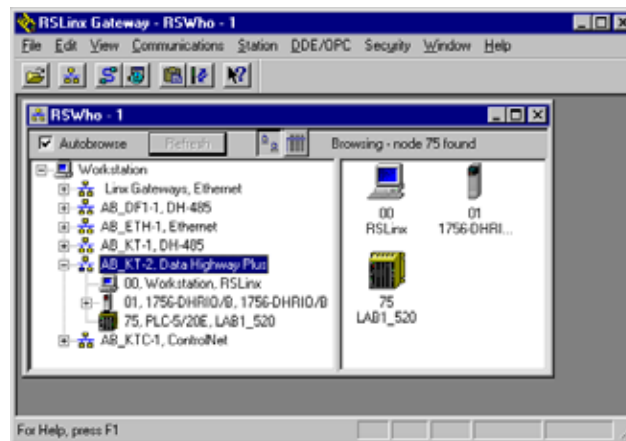 RSLinx Gateway - RSWho - 1
File Edit View Communications Station DDE/OPC Security Window Help
RSWho - 1
Autobrowse Refresh Browsing - node 75 found
Workstation
Linx Gateways, Ethernet
AB_DF1-1, DH-485
AB_ETH-1, Ethernet
AB_KT-1, DH-485
AB_KT-2, Data Highway Plus
00, Workstation, RSLinx
01, 1756-DHRIO/B, 1756-DHRIO/B
75, PLC-5/20E, LAB1_520
AB_KTC-1, ControlNet
00 01
RSLinx 1756-DHRI...
75
LAB1_520
For Help, press F1